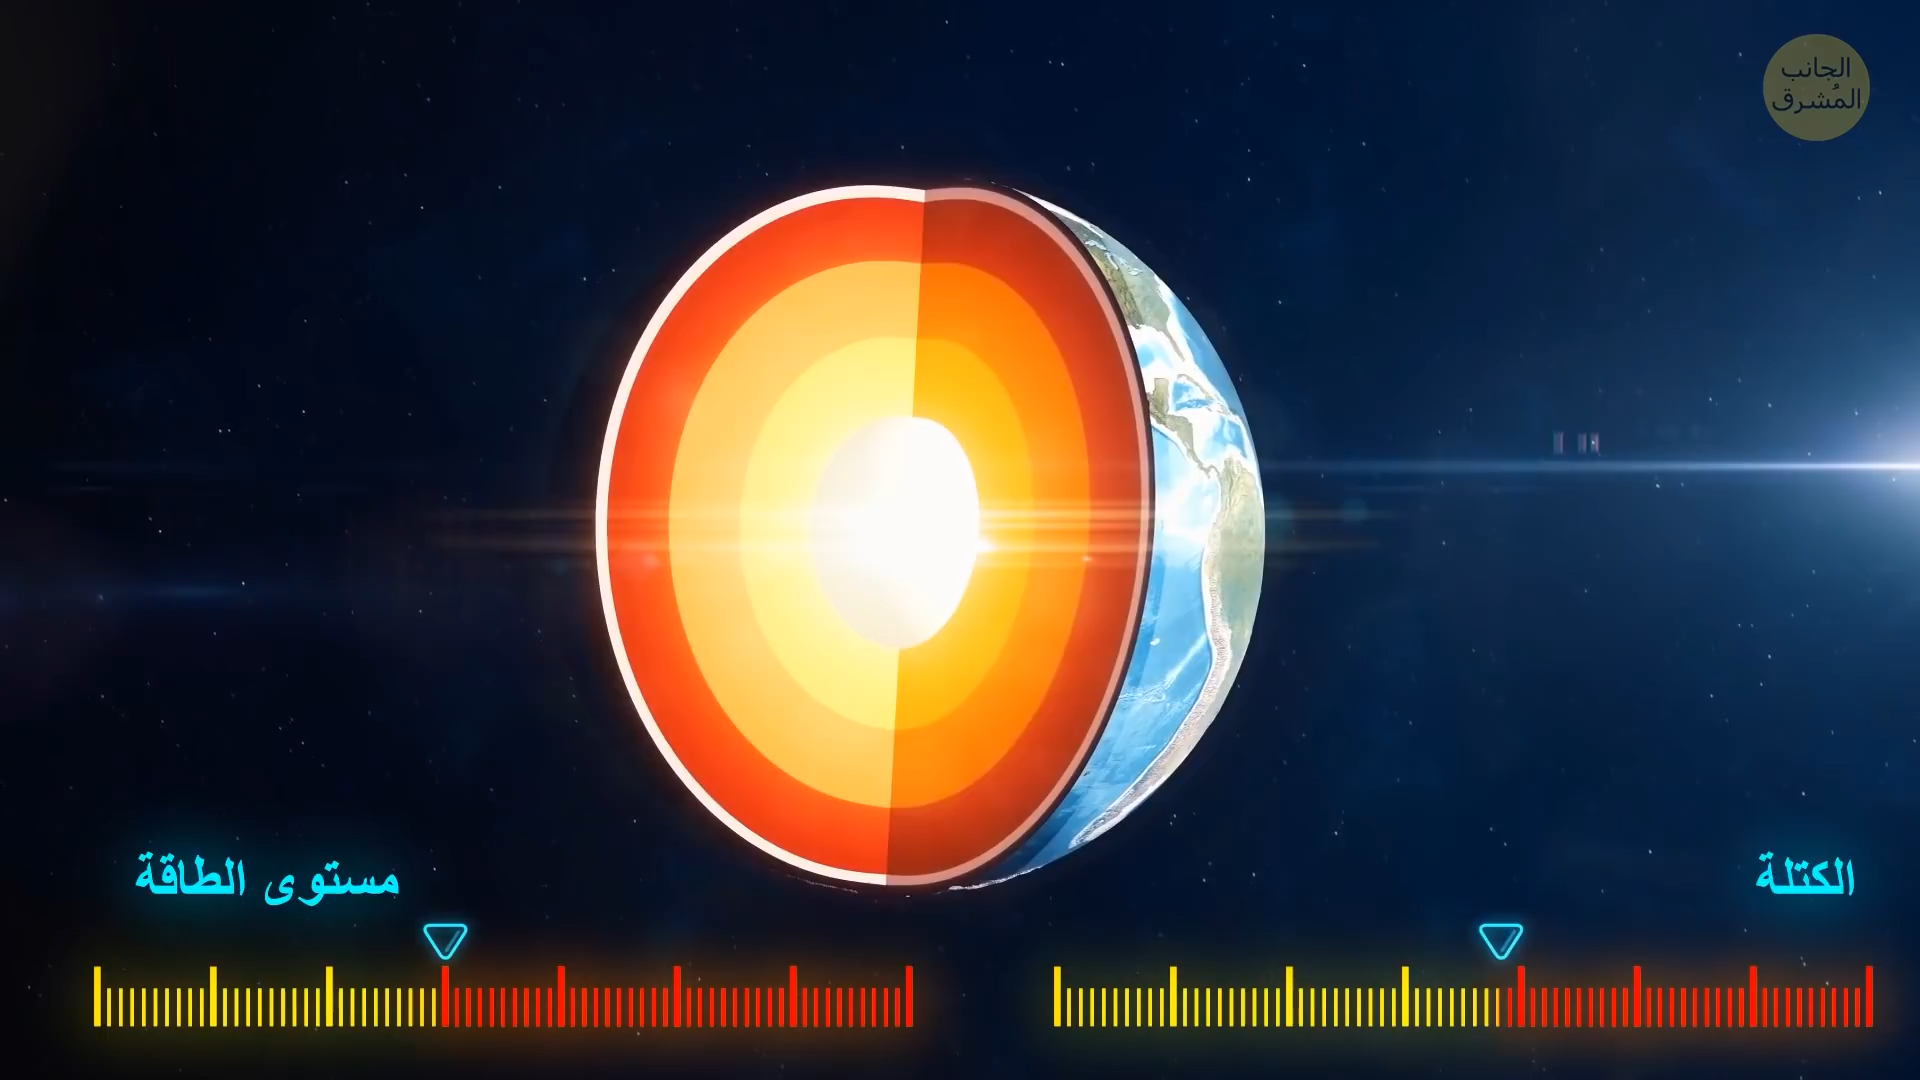 الجانب
المُشرق
مستوى الطاقة
الكتلة